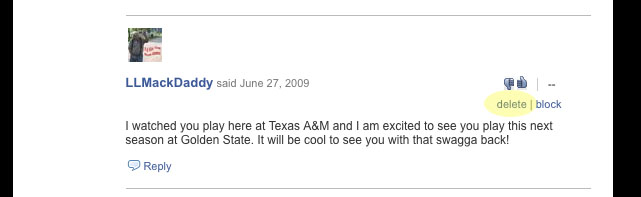 LLMackDaddy said June 27, 2009
--
delete | block
I watched you play here at Texas A&M and I am excited to see you play this next
season at Golden State. It will be cool to see you with that swagga back!
Reply